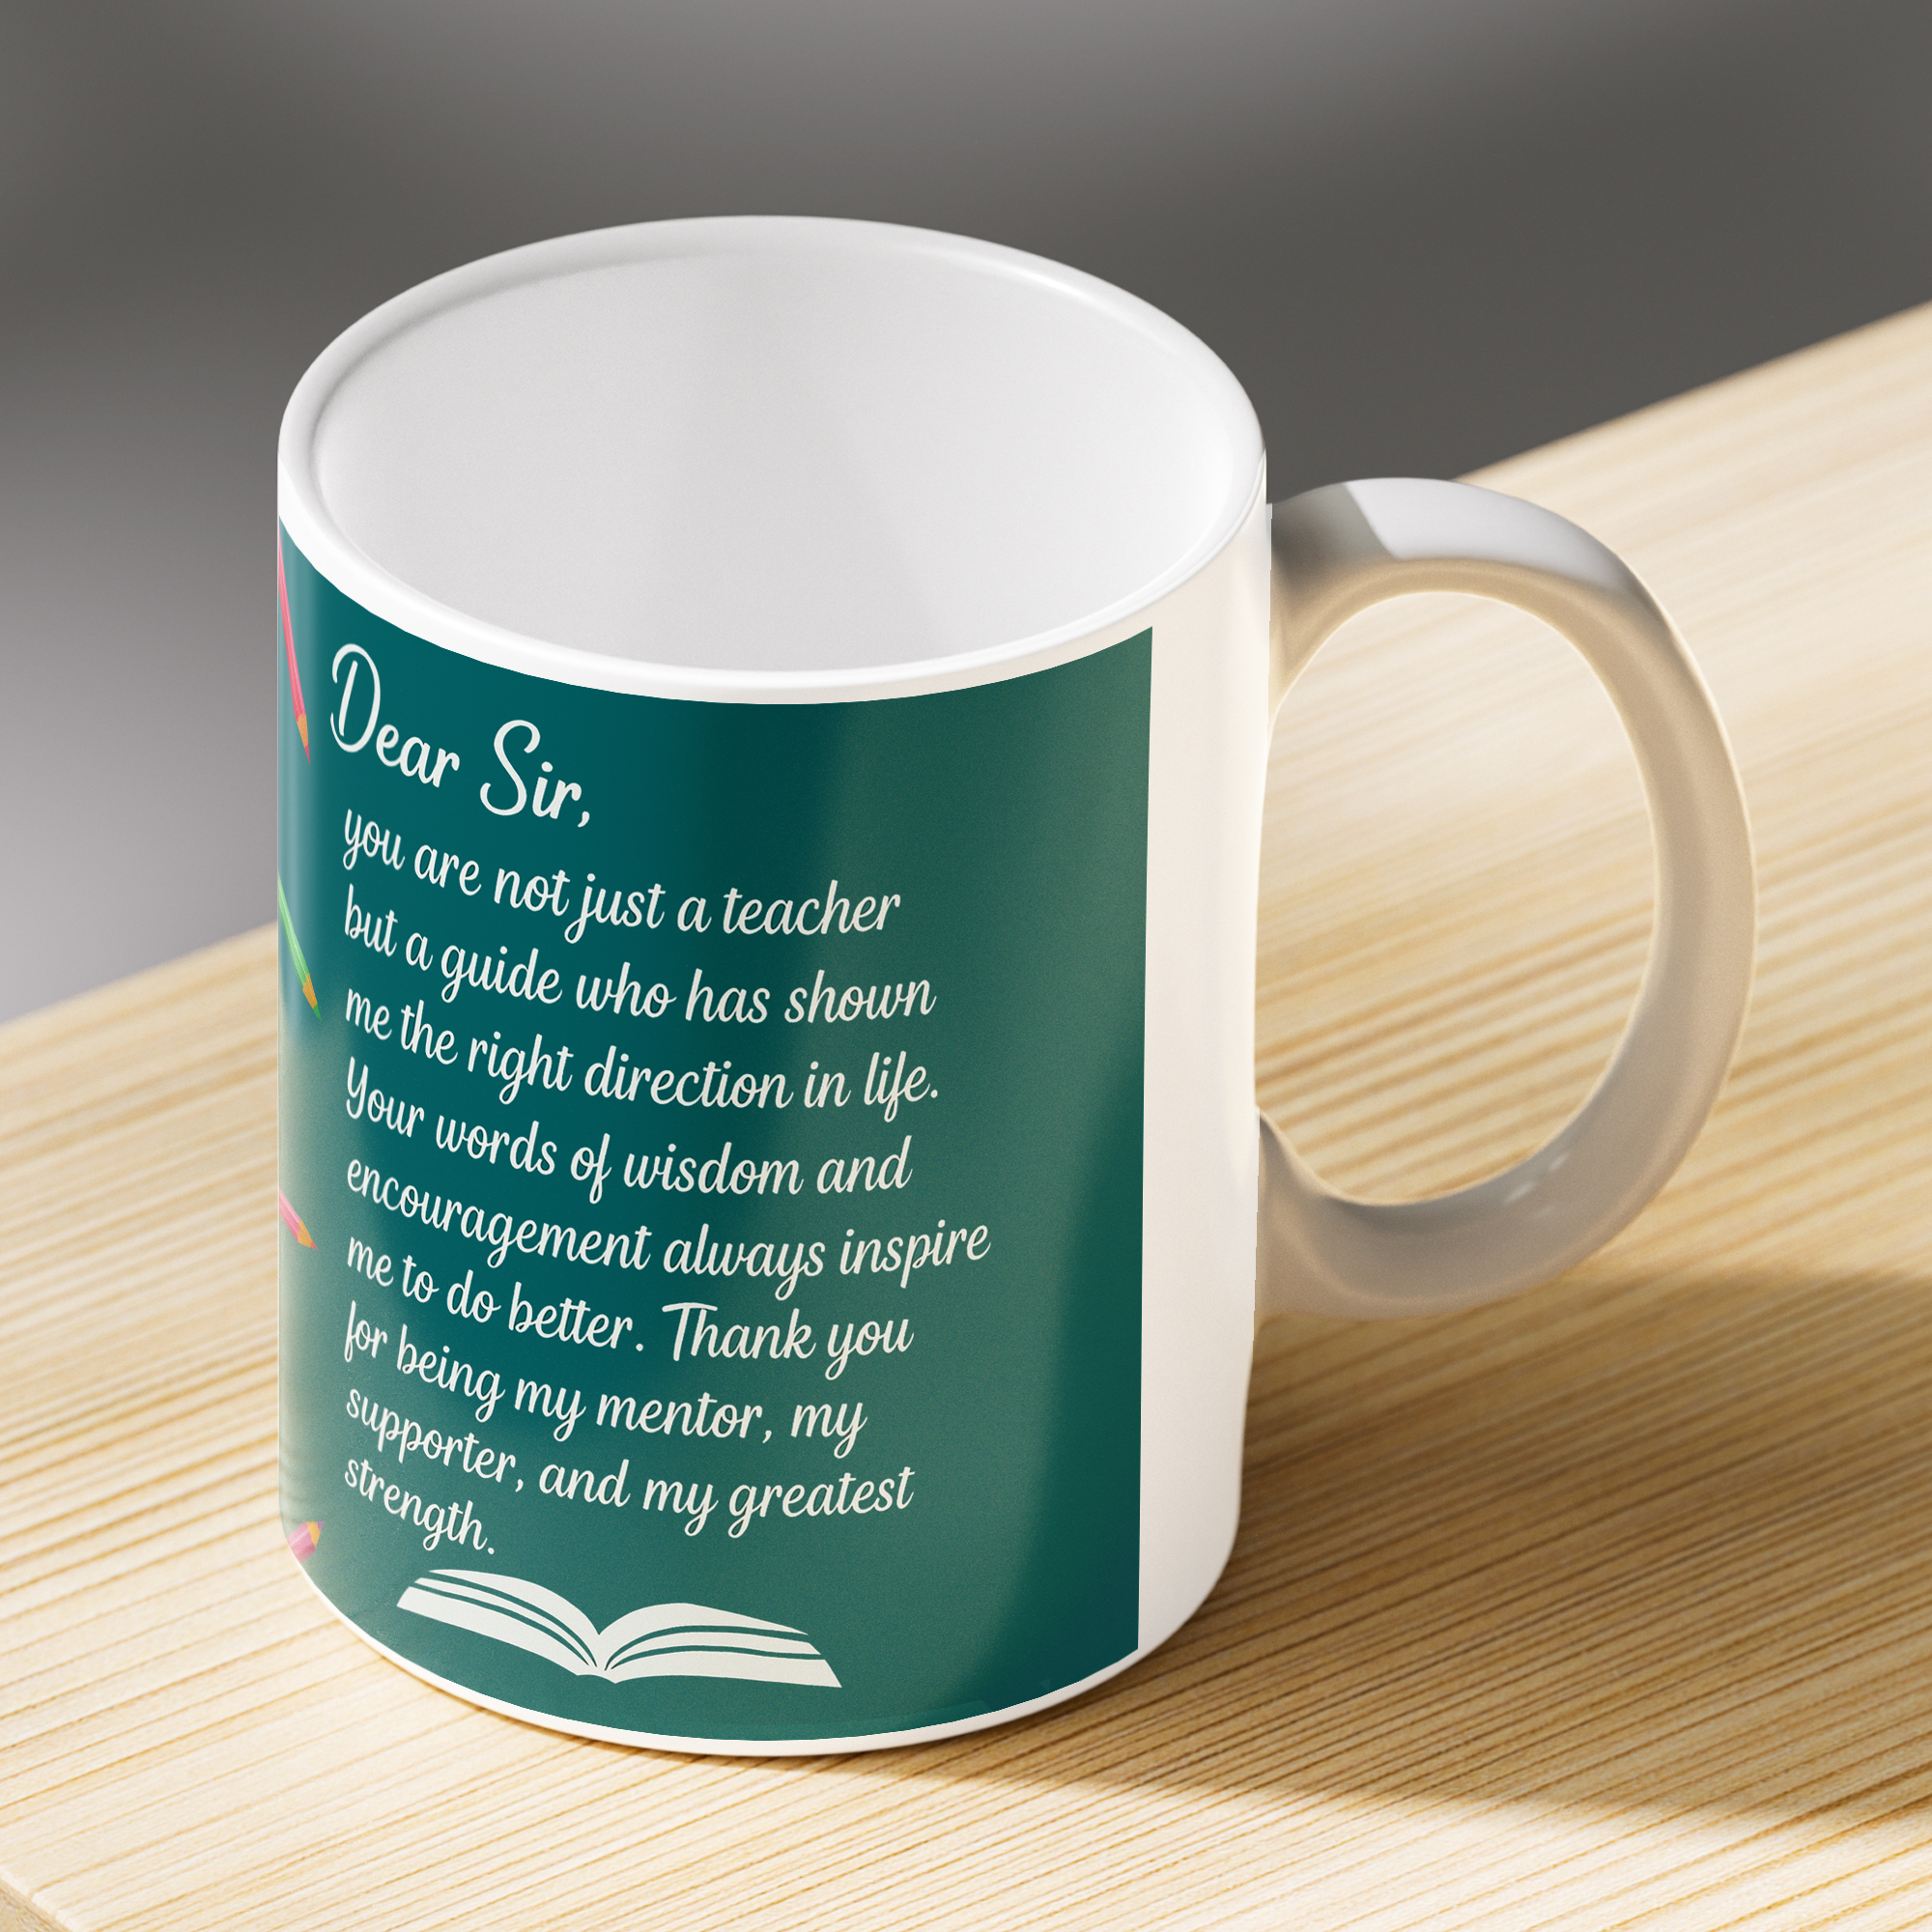 Dear Sir,
you are not just a teacher
but a guide who has shown
me the right direction in life.
Your words of wisdom and
encouragement always inspire
me to do better. Thank you
for being my mentor, my
supporter, and my greatest
strength.